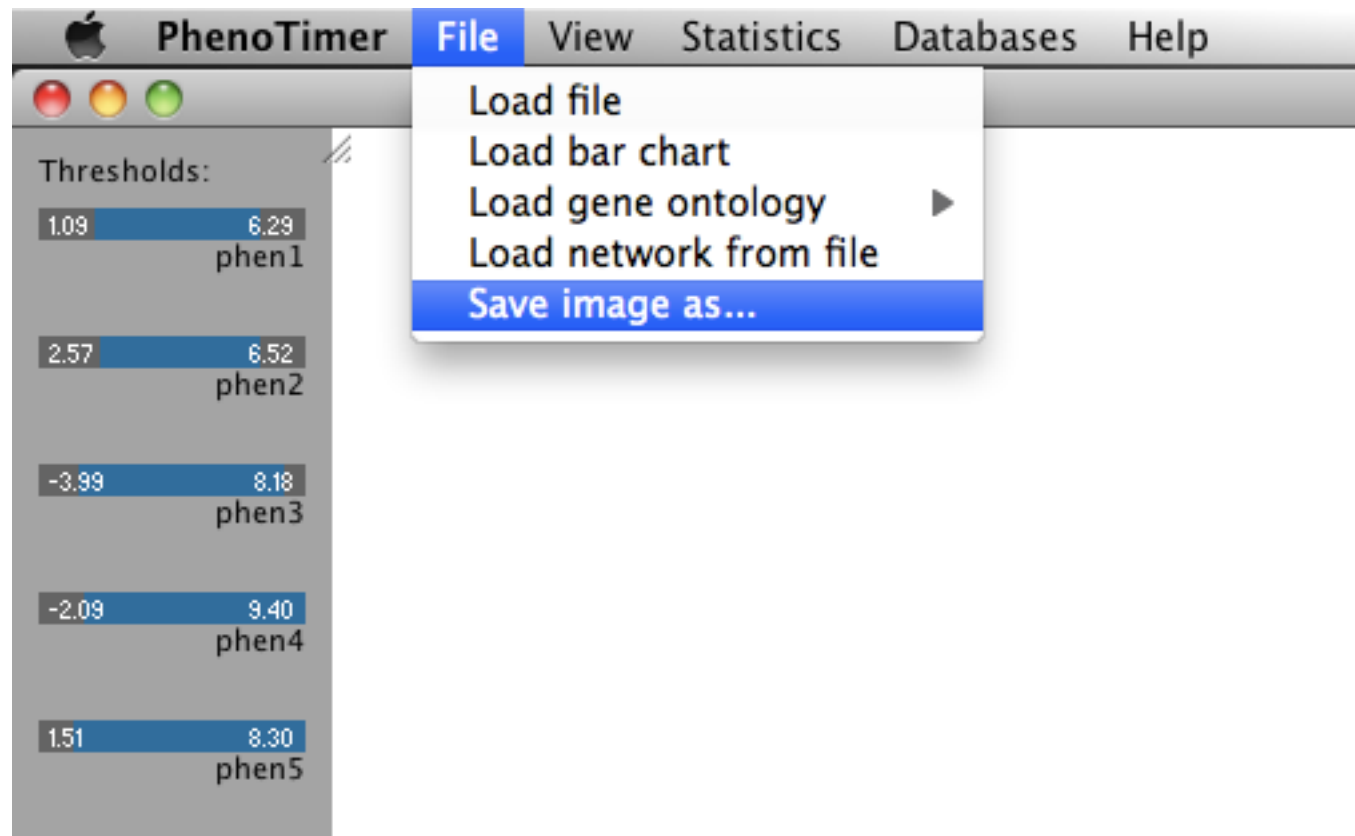 PhenoTimer File View Statistics Databases Help
Load file
Load bar chart
Load gene ontology
Load network from file
Save image as...
Thresholds:
1.09 6.29
phen1
2.57 6.52
phen2
-3.99 8.18
phen3
-2.09 9.40
phen4
1.51 8.30
phen5